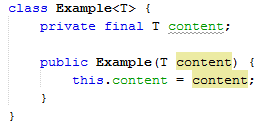 class Example<T> {
    private final T content;
    public Example(T content) {
        this.content = content;
    }
}